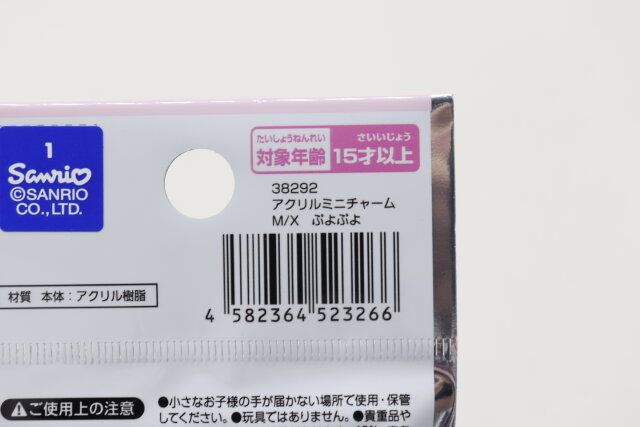 1
Sanrio
©SANRIO
CO.,LTD.
たいしょうねんれい さいいじょう
対象年齢 15才以上
38292
アクリルミニチャーム
M/X ぷよぷよ
4 582364 523266
材質 本体：アクリル樹脂
ご使用上の注意
●小さなお子様の手が届かない場所で使用・保管
してください。●玩具ではありません。●貴重品や